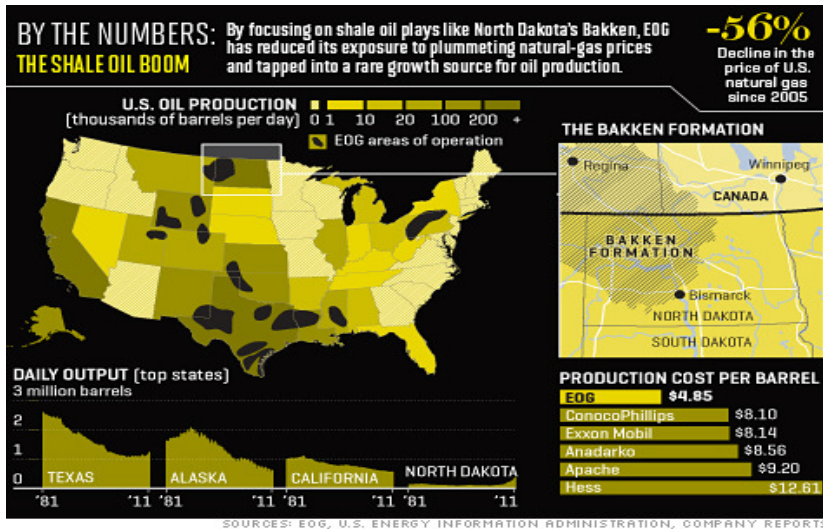 BY THE NUMBERS:
THE SHALE OIL BOOM
By focusing on shale oil plays like North Dakota's Bakken, EOG
has reduced its exposure to plummeting natural-gas prices
and tapped into a rare growth source for oil production.
-56%
Decline in the
price of U.S.
natural gas
since 2005
U.S. OIL PRODUCTION
(thousands of barrels per day)
0 1 10 20 100 200 +
EOG areas of operation
THE BAKKEN FORMATION
Regina
Winnipeg
CANADA
BAKKEN
FORMATION
Bismarck
NORTH DAKOTA
SOUTH DAKOTA
DAILY OUTPUT (top states)
3 million barrels
2
1
0
TEXAS
ALASKA
CALIFORNIA
NORTH DAKOTA
'81 '11 '81 '11 '81 '11 '81 '11
PRODUCTION COST PER BARREL
EOG $4.85
ConocoPhillips $8.10
Exxon Mobil $8.14
Anadarko $8.56
Apache $9.20
Hess $12.61
SOURCES: EOG, U.S. ENERGY INFORMATION ADMINISTRATION, COMPANY REPORT